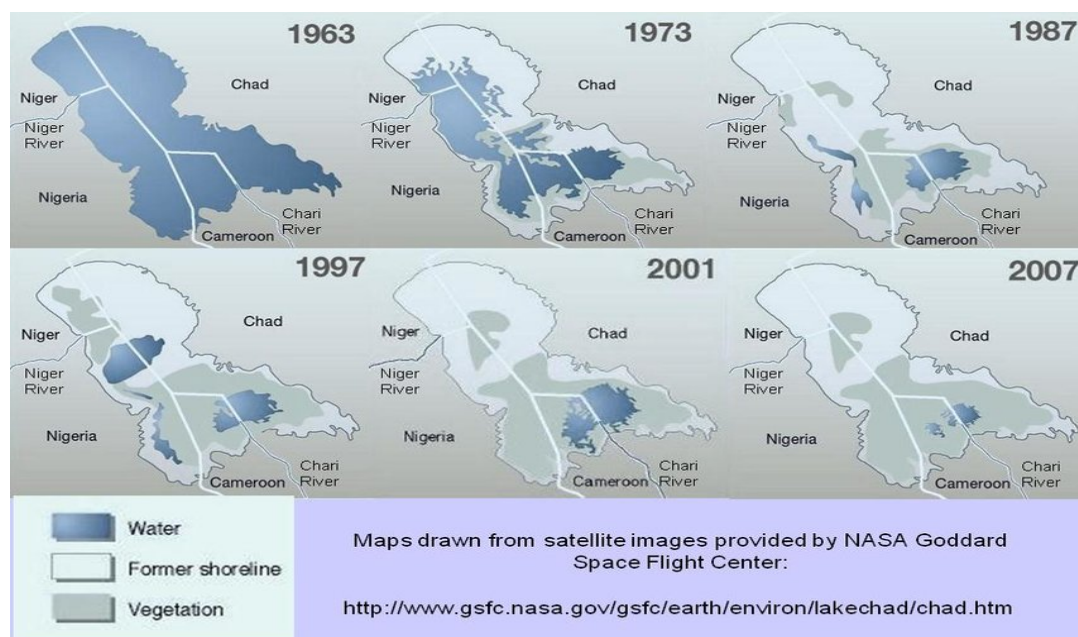 1963
Chad
Niger
Niger
River
Nigeria
Chari
River
Cameroon
1973
Chad
Niger
Niger
River
Nigeria
Chari
River
Cameroon
1987
Chad
Niger
Niger
River
Nigeria
Chari
River
Cameroon
1997
Chad
Niger
Niger
River
Nigeria
Chari
River
Cameroon
2001
Chad
Niger
Niger
River
Nigeria
Chari
River
Cameroon
2007
Chad
Niger
Niger
River
Nigeria
Chari
River
Cameroon
Water
Former shoreline
Vegetation
Maps drawn from satellite images provided by NASA Goddard
Space Flight Center:
http://www.gsfc.nasa.gov/gsfc/earth/environ/lakechad/chad.htm